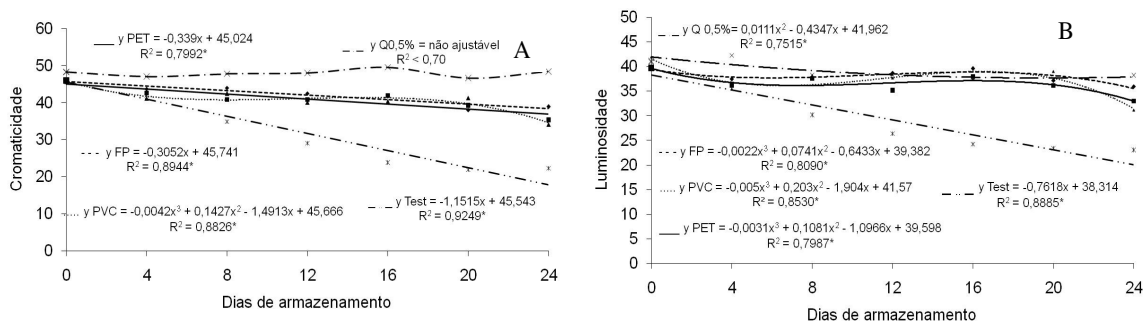 A
Cromaticidade
60
50
40
30
20
10
0
y PET = -0,339x + 45,024
R² = 0,7992*
y Q0,5% = não ajustável
R² < 0,70
y FP = -0,3052x + 45,741
R² = 0,8944*
y PVC = -0,0042x³ + 0,1427x² - 1,4913x + 45,666
R² = 0,8826*
y Test = -1,1515x + 45,543
R² = 0,9249*
0 4 8 12 16 20 24
Dias de armazenamento
B
Luminosidade
50
45
40
35
30
25
20
15
10
5
0
y Q 0,5%= 0,0111x² - 0,4347x + 41,962
R² = 0,7515*
y FP = -0,0022x³ + 0,0741x² - 0,6433x + 39,382
R² = 0,8090*
y PVC = -0,005x³ + 0,203x² - 1,904x + 41,57
R² = 0,8530*
y Test = -0,7618x + 38,314
R² = 0,8885*
y PET = -0,0031x³ + 0,1081x² - 1,0966x + 39,598
R² = 0,7987*
0 4 8 12 16 20 24
Dias de armazenamento